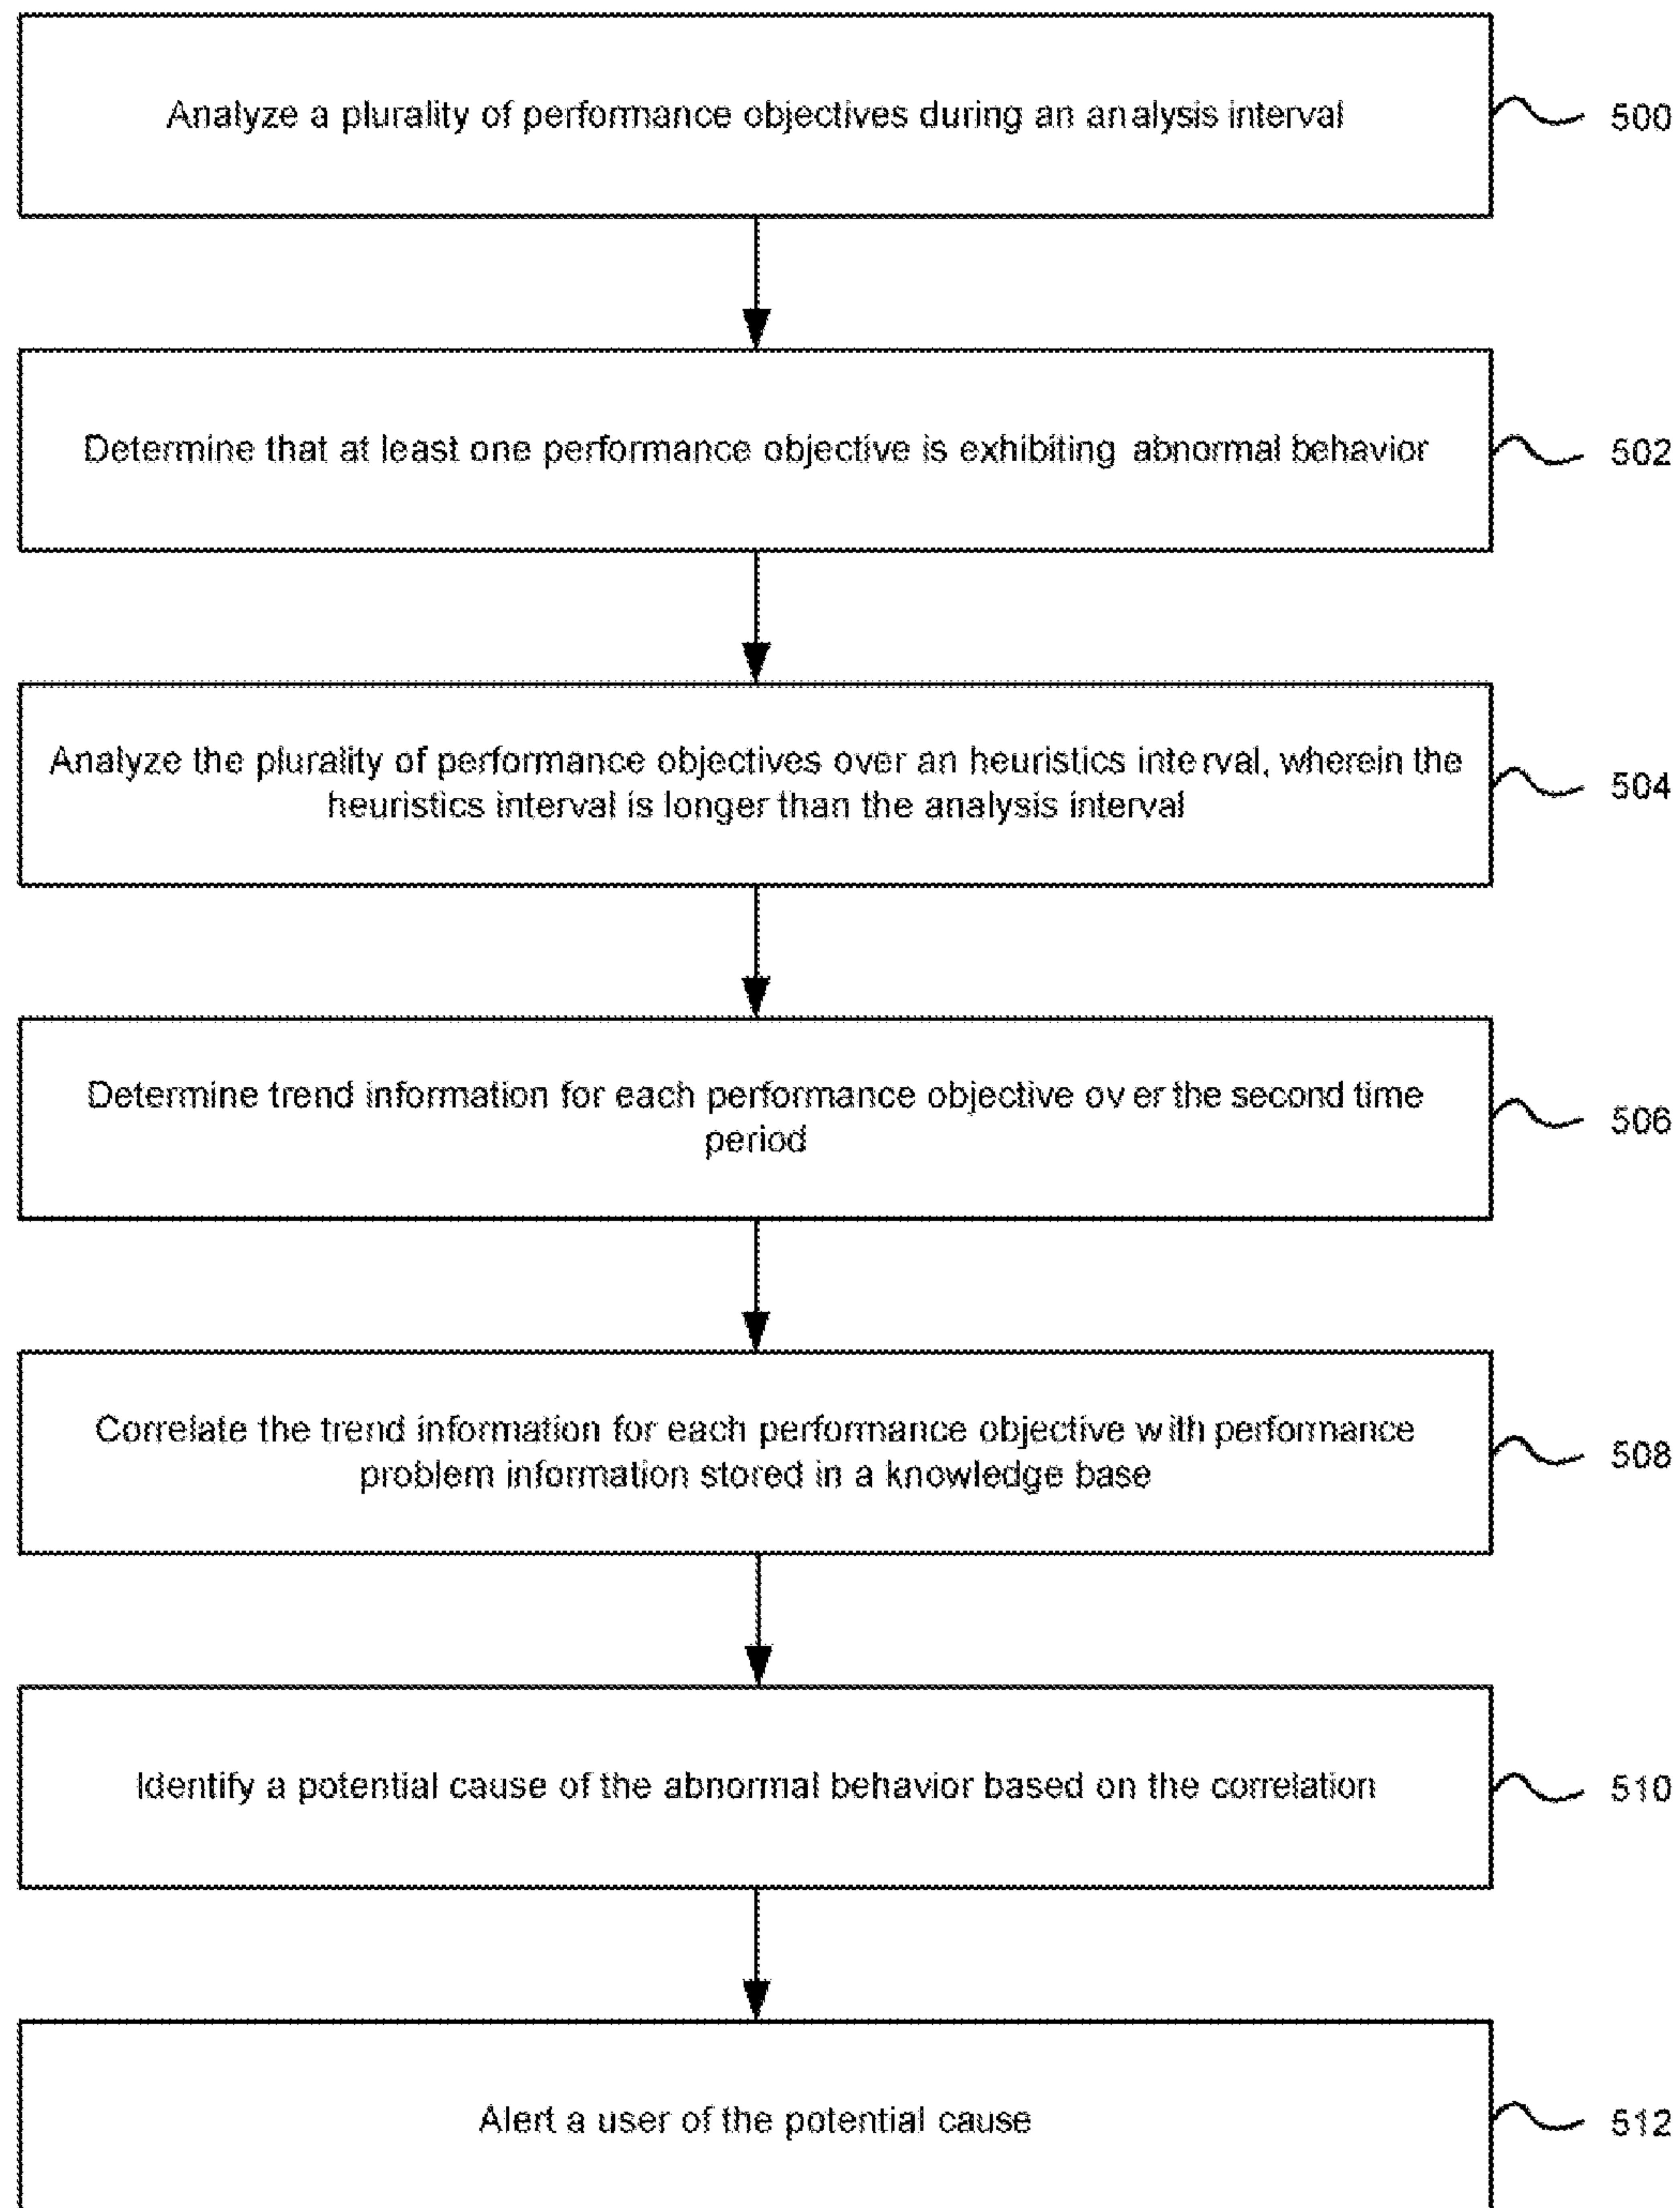 Analyze a plurality of performance objectives during an analysis interval
500
Determine that at least one performance objective is exhibiting abnormal behavior
502
Analyze the plurality of performance objectives over an heuristics interval, wherein the
heuristics interval is longer than the analysis interval
504
Determine trend information for each performance objective over the second time
period
506
Correlate the trend information for each performance objective with performance
problem information stored in a knowledge base
508
Identify a potential cause of the abnormal behavior based on the correlation
510
Alert a user of the potential cause
512